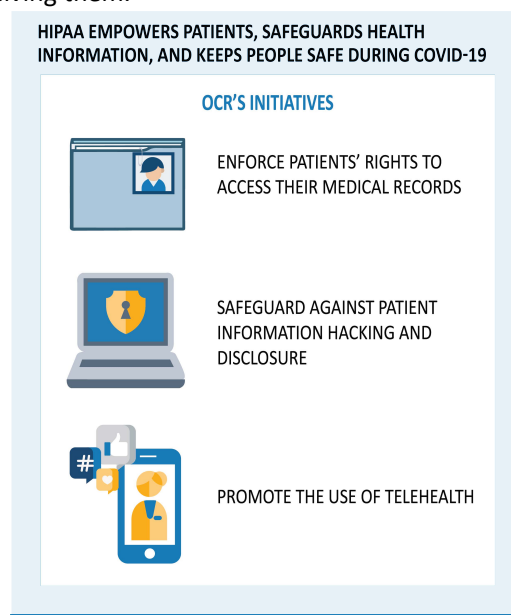 HIPAA EMPOWERS PATIENTS, SAFEGUARDS HEALTH
INFORMATION, AND KEEPS PEOPLE SAFE DURING COVID-19
OCR'S INITIATIVES
ENFORCE PATIENTS' RIGHTS TO
ACCESS THEIR MEDICAL RECORDS
SAFEGUARD AGAINST PATIENT
INFORMATION HACKING AND
DISCLOSURE
#
PROMOTE THE USE OF TELEHEALTH